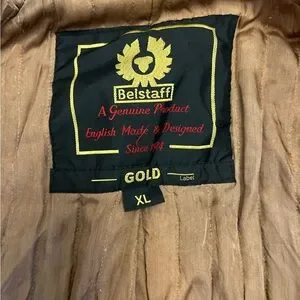 Belstaff
A Genuine Product
English Made & Designed
Since 1924
GOLD Label
XL